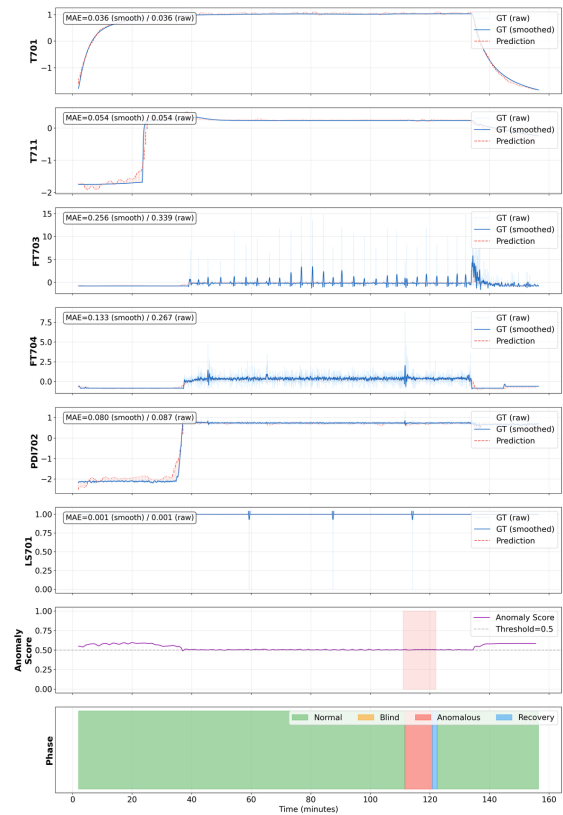 MAE=0.036 (smooth) / 0.036 (raw)
GT (raw)
GT (smoothed)
Prediction
T701
1
0
−1
MAE=0.054 (smooth) / 0.054 (raw)
GT (raw)
GT (smoothed)
Prediction
T711
0
−1
−2
MAE=0.256 (smooth) / 0.339 (raw)
GT (raw)
GT (smoothed)
Prediction
FT703
15
10
5
0
MAE=0.133 (smooth) / 0.267 (raw)
GT (raw)
GT (smoothed)
Prediction
FT704
7.5
5.0
2.5
0.0
MAE=0.080 (smooth) / 0.087 (raw)
GT (raw)
GT (smoothed)
Prediction
PDI702
1
0
−1
−2
MAE=0.001 (smooth) / 0.001 (raw)
GT (raw)
GT (smoothed)
Prediction
LS701
1.00
0.75
0.50
0.25
0.00
Anomaly Score
Threshold=0.5
Anomaly
Score
1.00
0.75
0.50
0.25
0.00
Normal Blind Anomalous Recovery
Phase
0 20 40 60 80 100 120 140 160
Time (minutes)